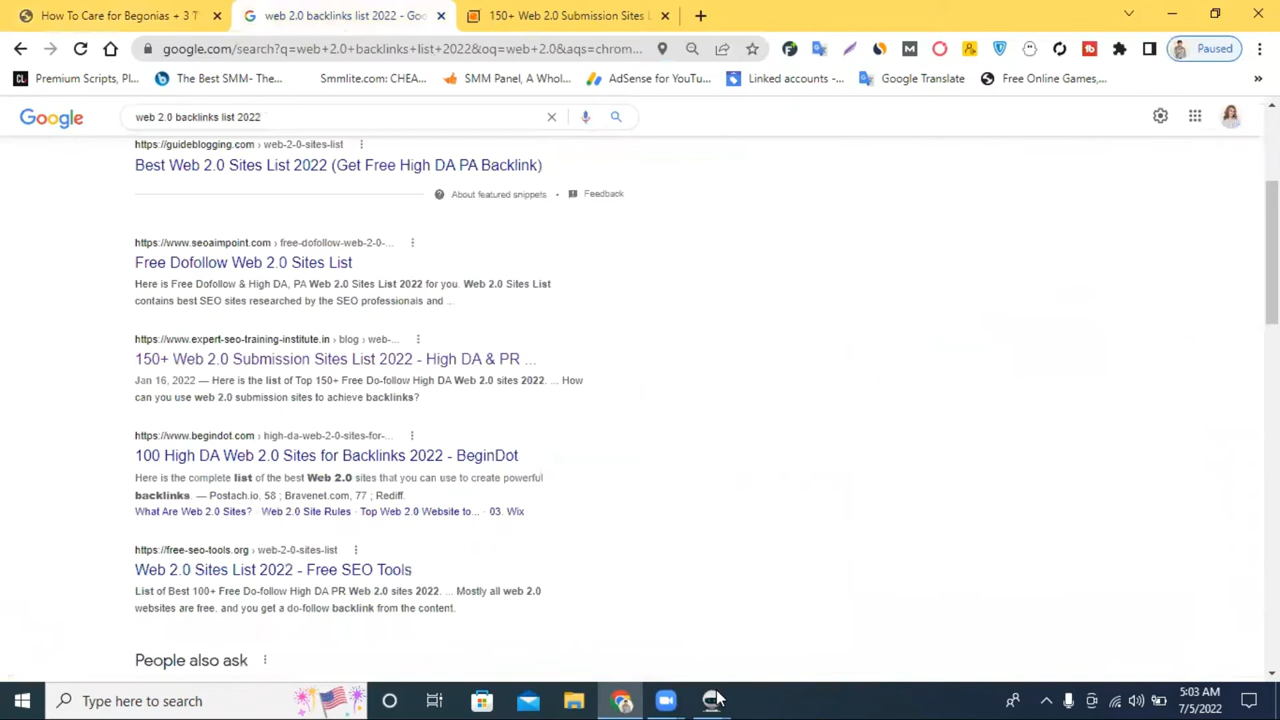 How To Care for Begonias + 3 T
web 2.0 backlinks list 2022 - Goo
150+ Web 2.0 Submission Sites L
google.com/search?q=web+2.0+backlinks+list+2022&oq=web+2.0&aqs=chrom...
Paused
Premium Scripts, Pl...
The Best SMM- The...
Smmlite.com: CHEA...
SMM Panel, A Whol...
AdSense for YouTu...
Linked accounts -...
Google Translate
Free Online Games,...
Google
web 2.0 backlinks list 2022
https://guideblogging.com › web-2-0-sites-list
Best Web 2.0 Sites List 2022 (Get Free High DA PA Backlink)
About featured snippets • Feedback
https://www.seoaimpoint.com › free-dofollow-web-2-0-...
Free Dofollow Web 2.0 Sites List
Here is Free Dofollow & High DA, PA Web 2.0 Sites List 2022 for you. Web 2.0 Sites List
contains best SEO sites researched by the SEO professionals and ...
https://www.expert-seo-training-institute.in › blog › web-...
150+ Web 2.0 Submission Sites List 2022 - High DA & PR ...
Jan 16, 2022 — Here is the list of Top 150+ Free Do-follow High DA Web 2.0 sites 2022. ... How
can you use web 2.0 submission sites to achieve backlinks?
https://www.begindot.com › high-da-web-2-0-sites-for-...
100 High DA Web 2.0 Sites for Backlinks 2022 - BeginDot
Here is the complete list of the best Web 2.0 sites that you can use to create powerful
backlinks. — Postach.io, 58 ; Bravenet.com, 77 ; Rediff.
What Are Web 2.0 Sites? · Web 2.0 Site Rules · Top Web 2.0 Website to... · 03. Wix
https://free-seo-tools.org › web-2-0-sites-list
Web 2.0 Sites List 2022 - Free SEO Tools
List of Best 100+ Free Do-follow High DA PR Web 2.0 sites 2022. ... Mostly all web 2.0
websites are free, and you get a do-follow backlink from the content.
People also ask
Type here to search
5:03 AM
7/5/2022